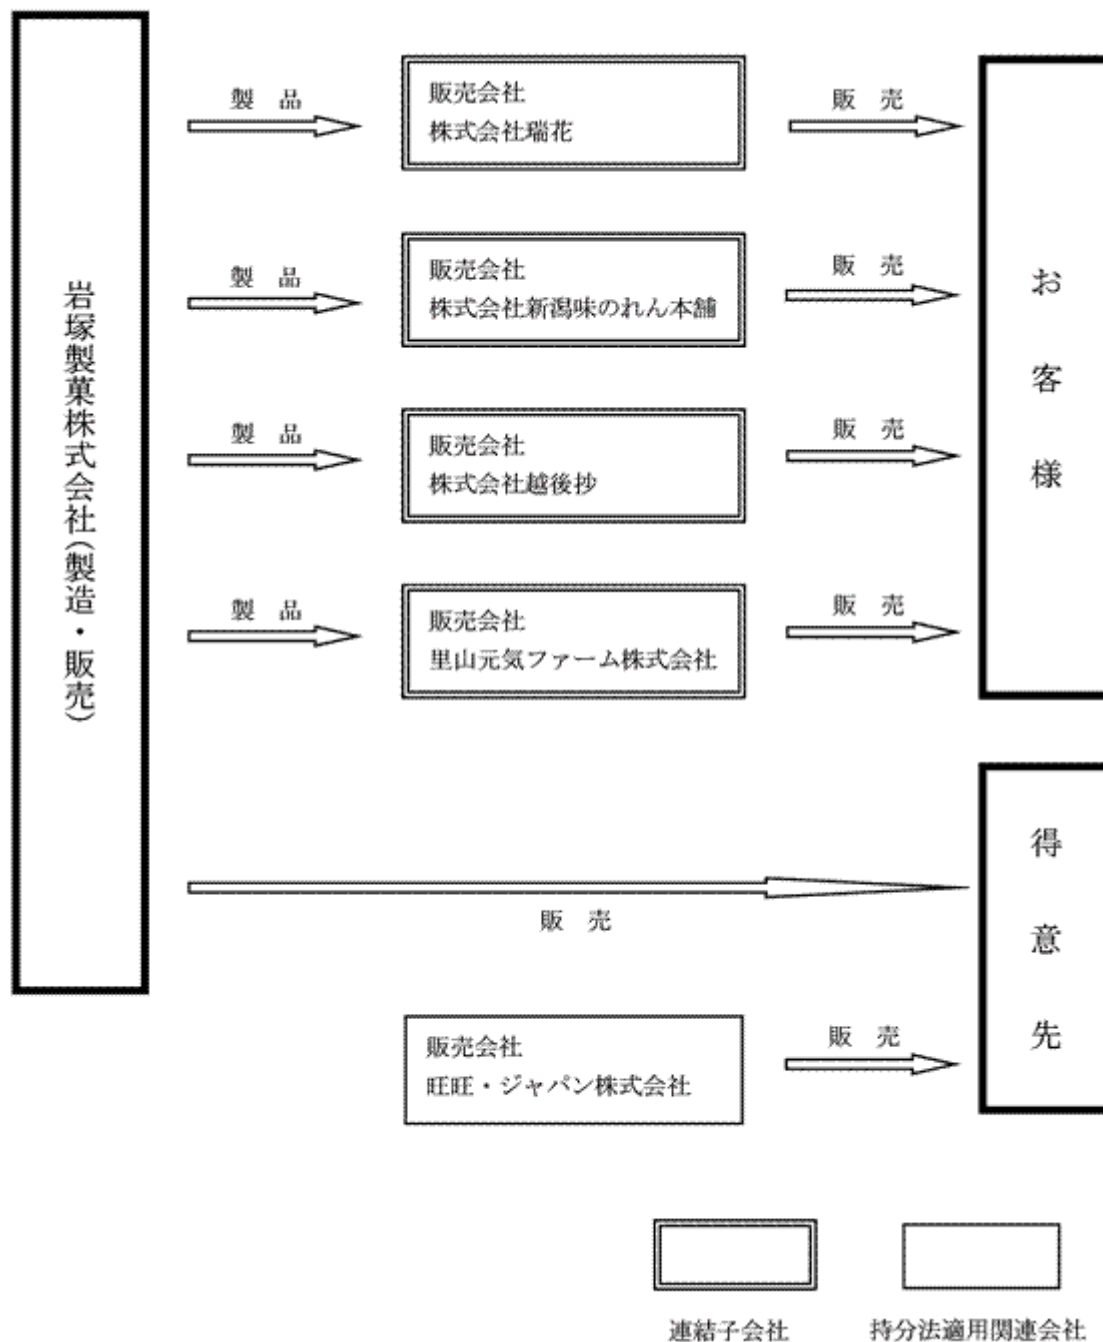 岩塚製菓株式会社(製造・販売)
製 品
販売会社
株式会社瑞花
販 売
製 品
販売会社
株式会社新潟味のれん本舗
販 売
製 品
販売会社
株式会社越後抄
販 売
製 品
販売会社
里山元気ファーム株式会社
販 売
お客様
販 売
販売会社
旺旺・ジャパン株式会社
販 売
得意先
連結子会社
持分法適用関連会社